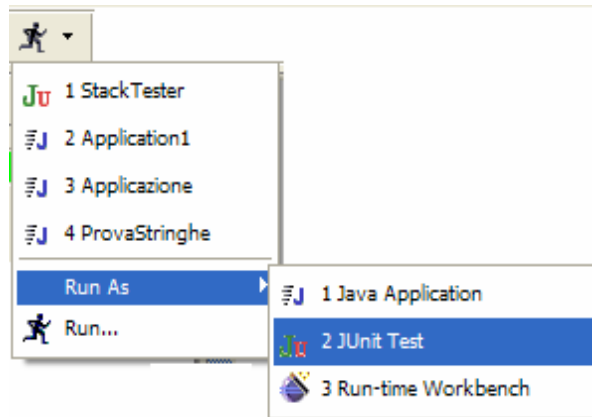 1 StackTester
2 Application1
3 Applicazione
4 ProvaStringhe
Run As
Run...
1 Java Application
2 JUnit Test
3 Run-time Workbench